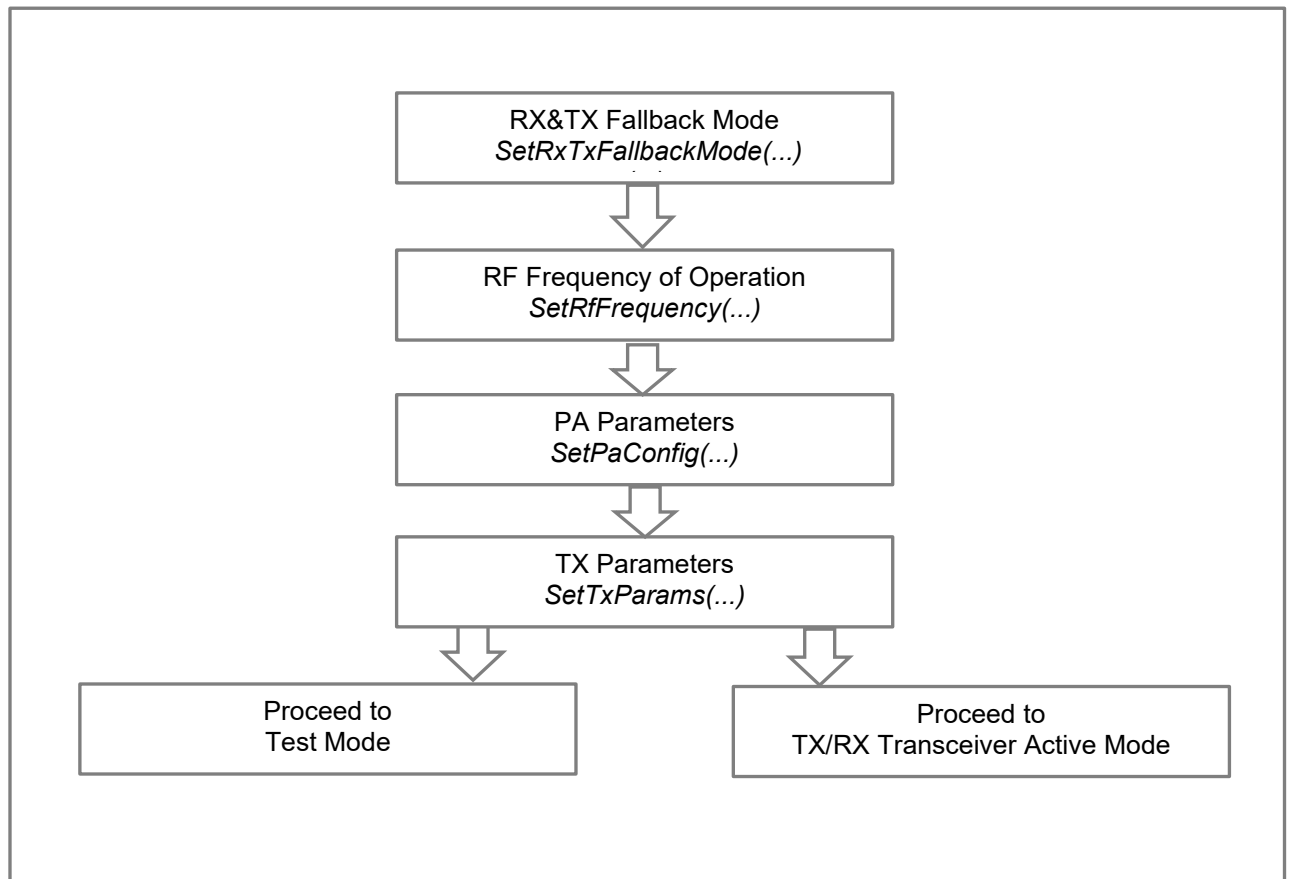 RX&TX Fallback Mode
SetRxTxFallbackMode(...)
RF Frequency of Operation
SetRfFrequency(...)
PA Parameters
SetPaConfig(...)
TX Parameters
SetTxParams(...)
Proceed to
Test Mode
Proceed to
TX/RX Transceiver Active Mode